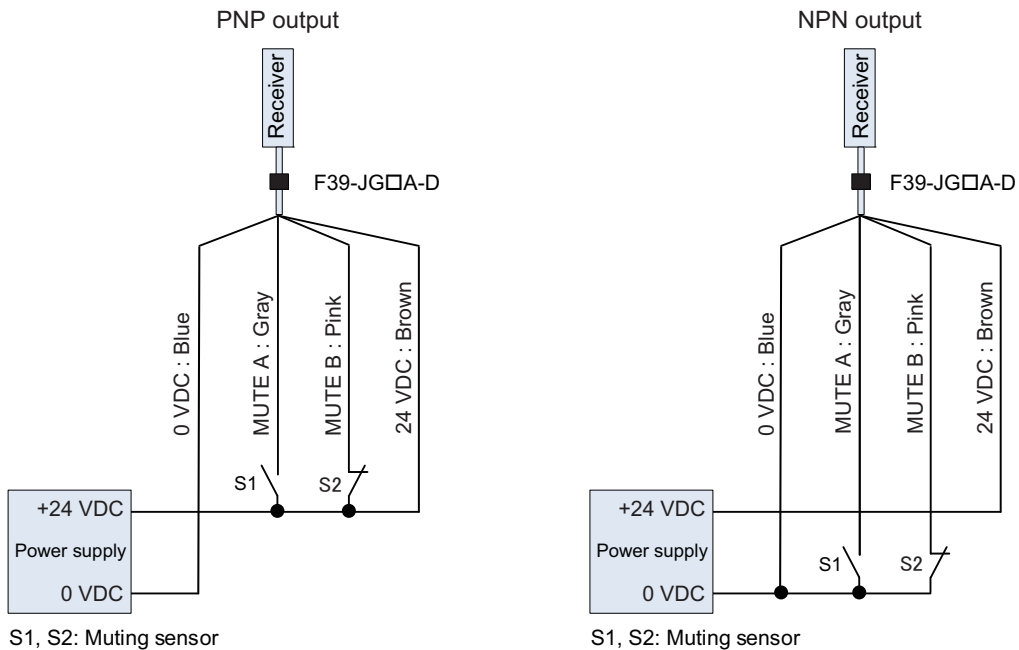 PNP output
Receiver
F39-JG□A-D
0 VDC : Blue
MUTE A : Gray
MUTE B : Pink
24 VDC : Brown
S1
S2
+24 VDC
Power supply
0 VDC
S1, S2: Muting sensor
NPN output
Receiver
F39-JG□A-D
0 VDC : Blue
MUTE A : Gray
MUTE B : Pink
24 VDC : Brown
+24 VDC
Power supply
S1
S2
0 VDC
S1, S2: Muting sensor